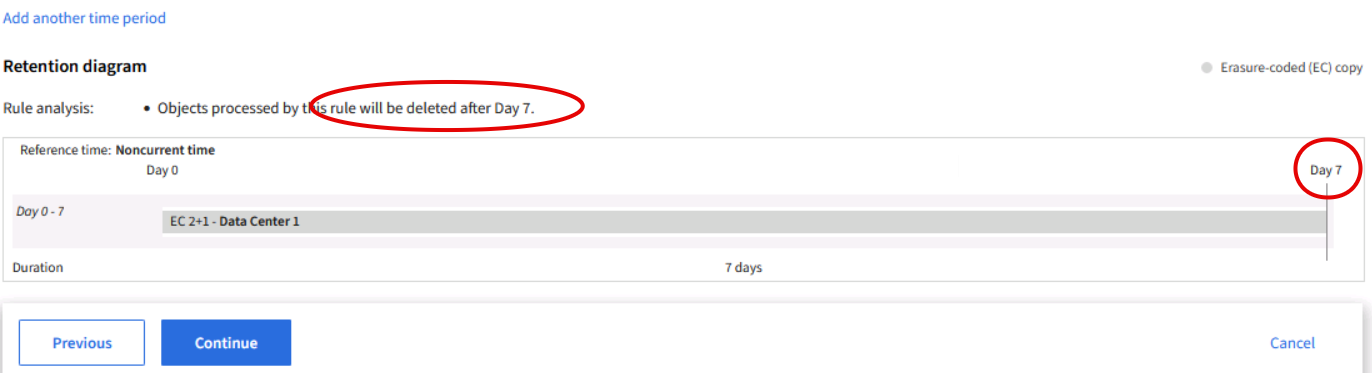 Add another time period
Retention diagram
Erasure-coded (EC) copy
Rule analysis: • Objects processed by this rule will be deleted after Day 7.
Reference time: Noncurrent time
Day 0 Day 7
Day 0 - 7
EC 2+1 - Data Center 1
Duration 7 days
Previous Continue Cancel